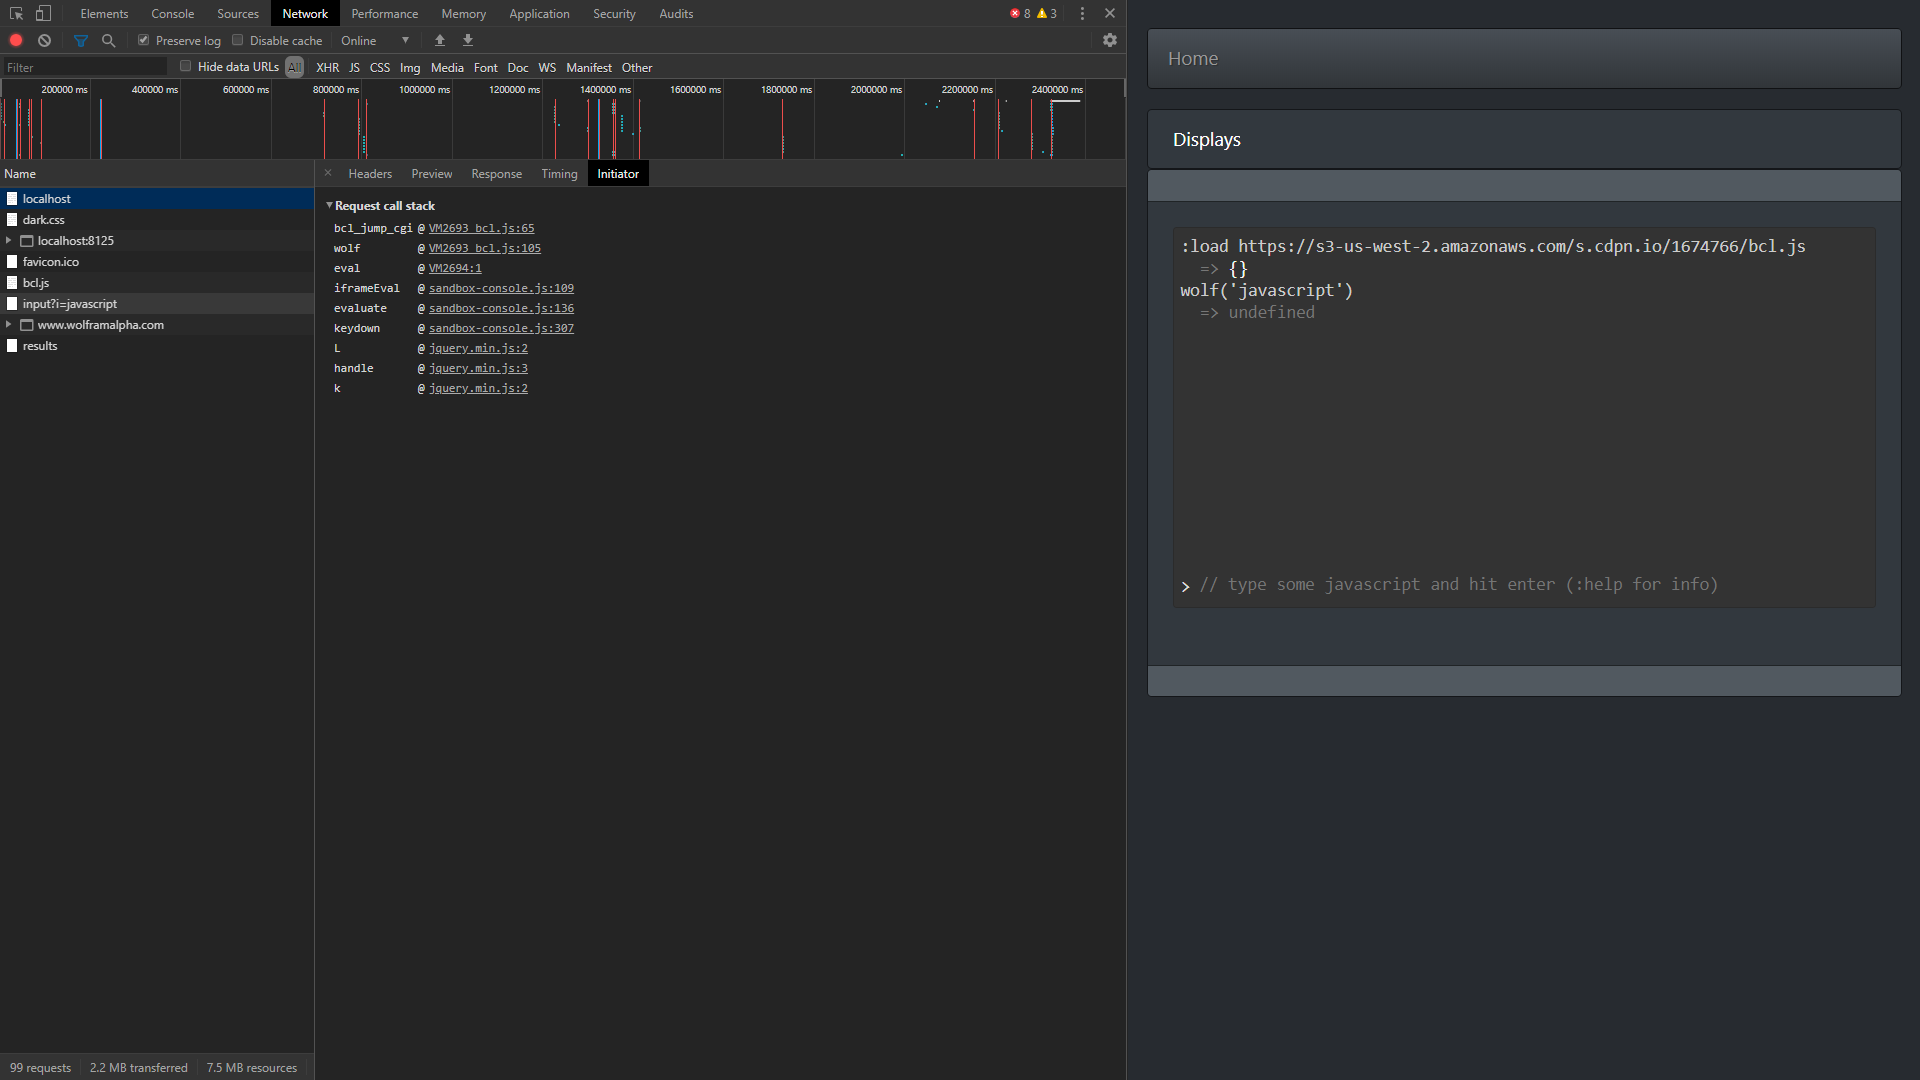 Elements Console Sources Network Performance Memory Application Security Audits 8 3
Preserve log Disable cache Online
Filter Hide data URLs All XHR JS CSS Img Media Font Doc WS Manifest Other
200000 ms 400000 ms 600000 ms 800000 ms 1000000 ms 1200000 ms 1400000 ms 1600000 ms 1800000 ms 2000000 ms 2200000 ms 2400000 ms
Name
localhost
dark.css
localhost:8125
favicon.ico
bcl.js
input?i=javascript
www.wolframalpha.com
results
99 requests 2.2 MB transferred 7.5 MB resources
× Headers Preview Response Timing Initiator
Request call stack
bcl_jump_cgi @ VM2693 bcl.js:65
wolf @ VM2693 bcl.js:105
eval @ VM2694:1
iframeEval @ sandbox-console.js:109
evaluate @ sandbox-console.js:136
keydown @ sandbox-console.js:307
L @ jquery.min.js:2
handle @ jquery.min.js:3
k @ jquery.min.js:2
Home
Displays
:load https://s3-us-west-2.amazonaws.com/s.cdpn.io/1674766/bcl.js
=> {}
wolf('javascript')
=> undefined
> // type some javascript and hit enter (:help for info)